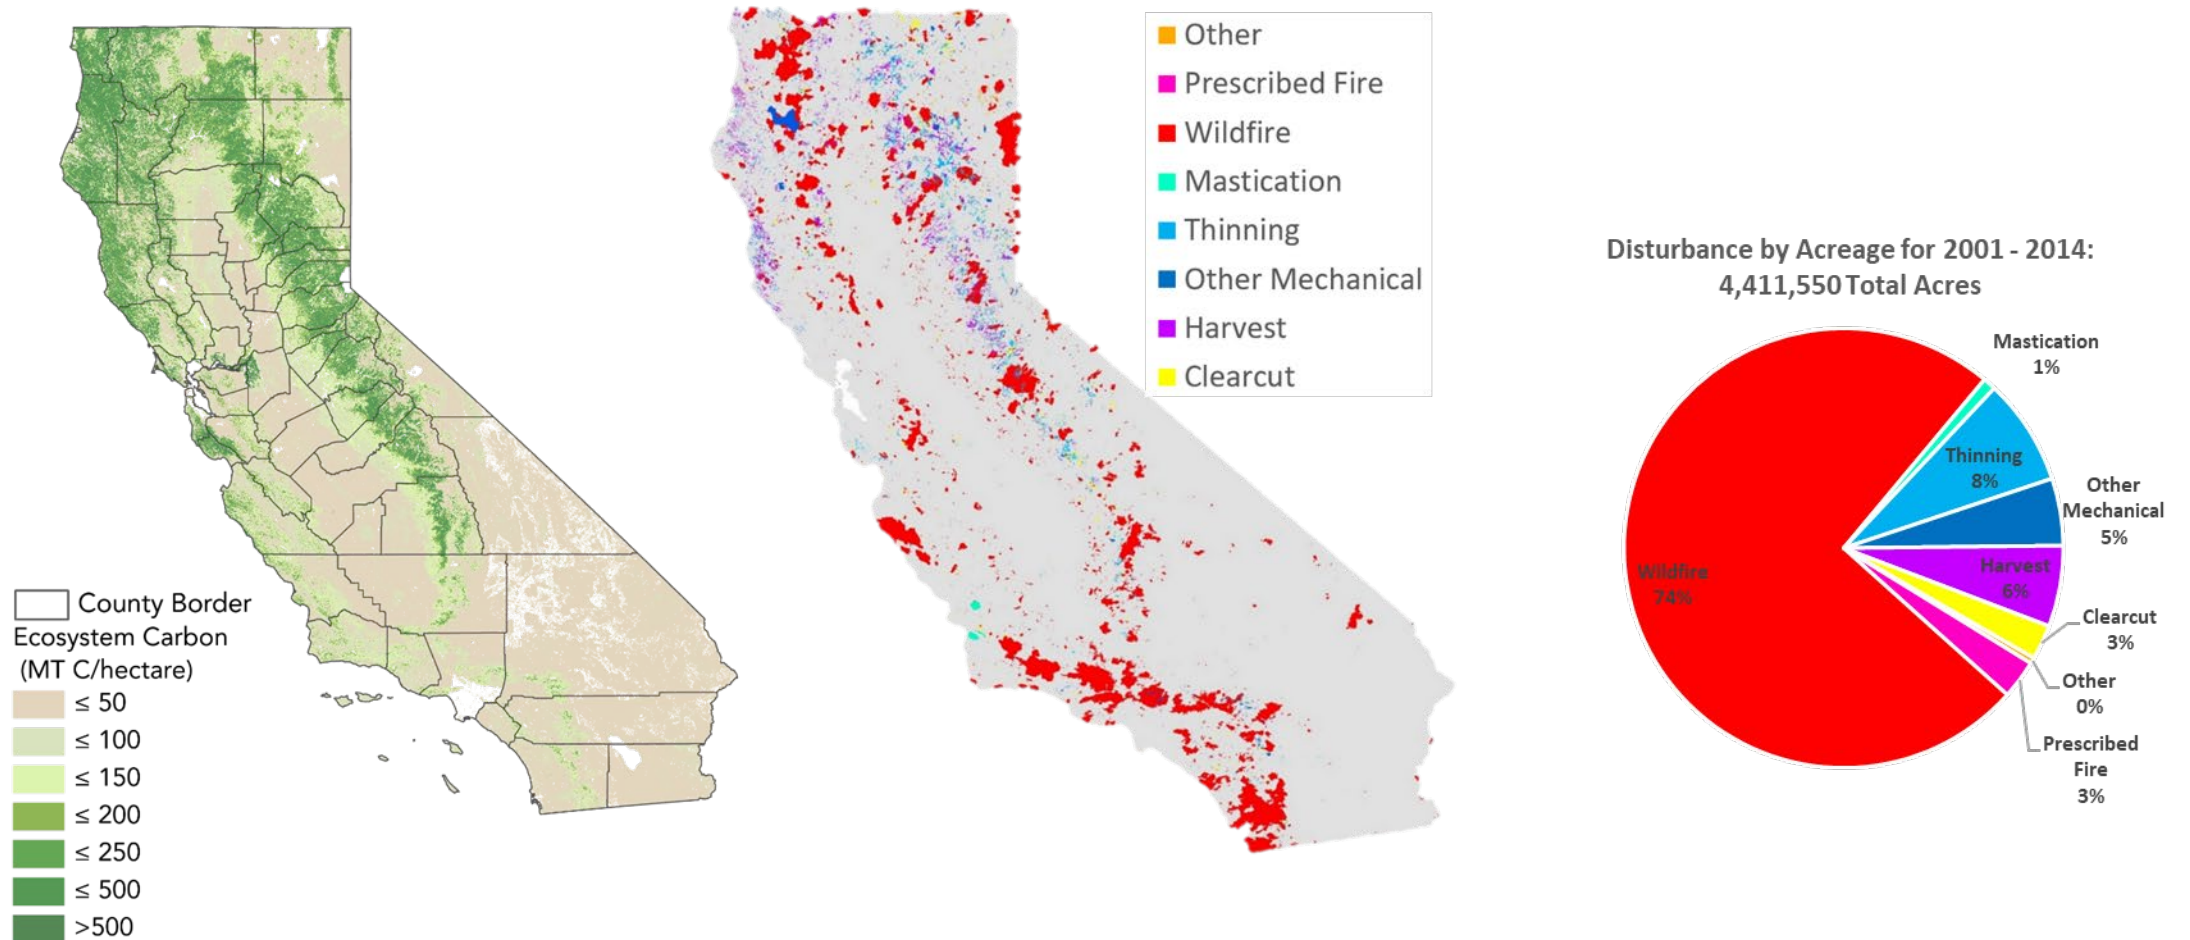 County Border
Ecosystem Carbon
(MT C/hectare)
≤ 50
≤ 100
≤ 150
≤ 200
≤ 250
≤ 500
>500
Other
Prescribed Fire
Wildfire
Mastication
Thinning
Other Mechanical
Harvest
Clearcut
Disturbance by Acreage for 2001 - 2014:
4,411,550 Total Acres
Mastication
1%
Thinning
8%
Other
Mechanical
5%
Harvest
6%
Clearcut
3%
Other
0%
Prescribed
Fire
3%
Wildfire
74%